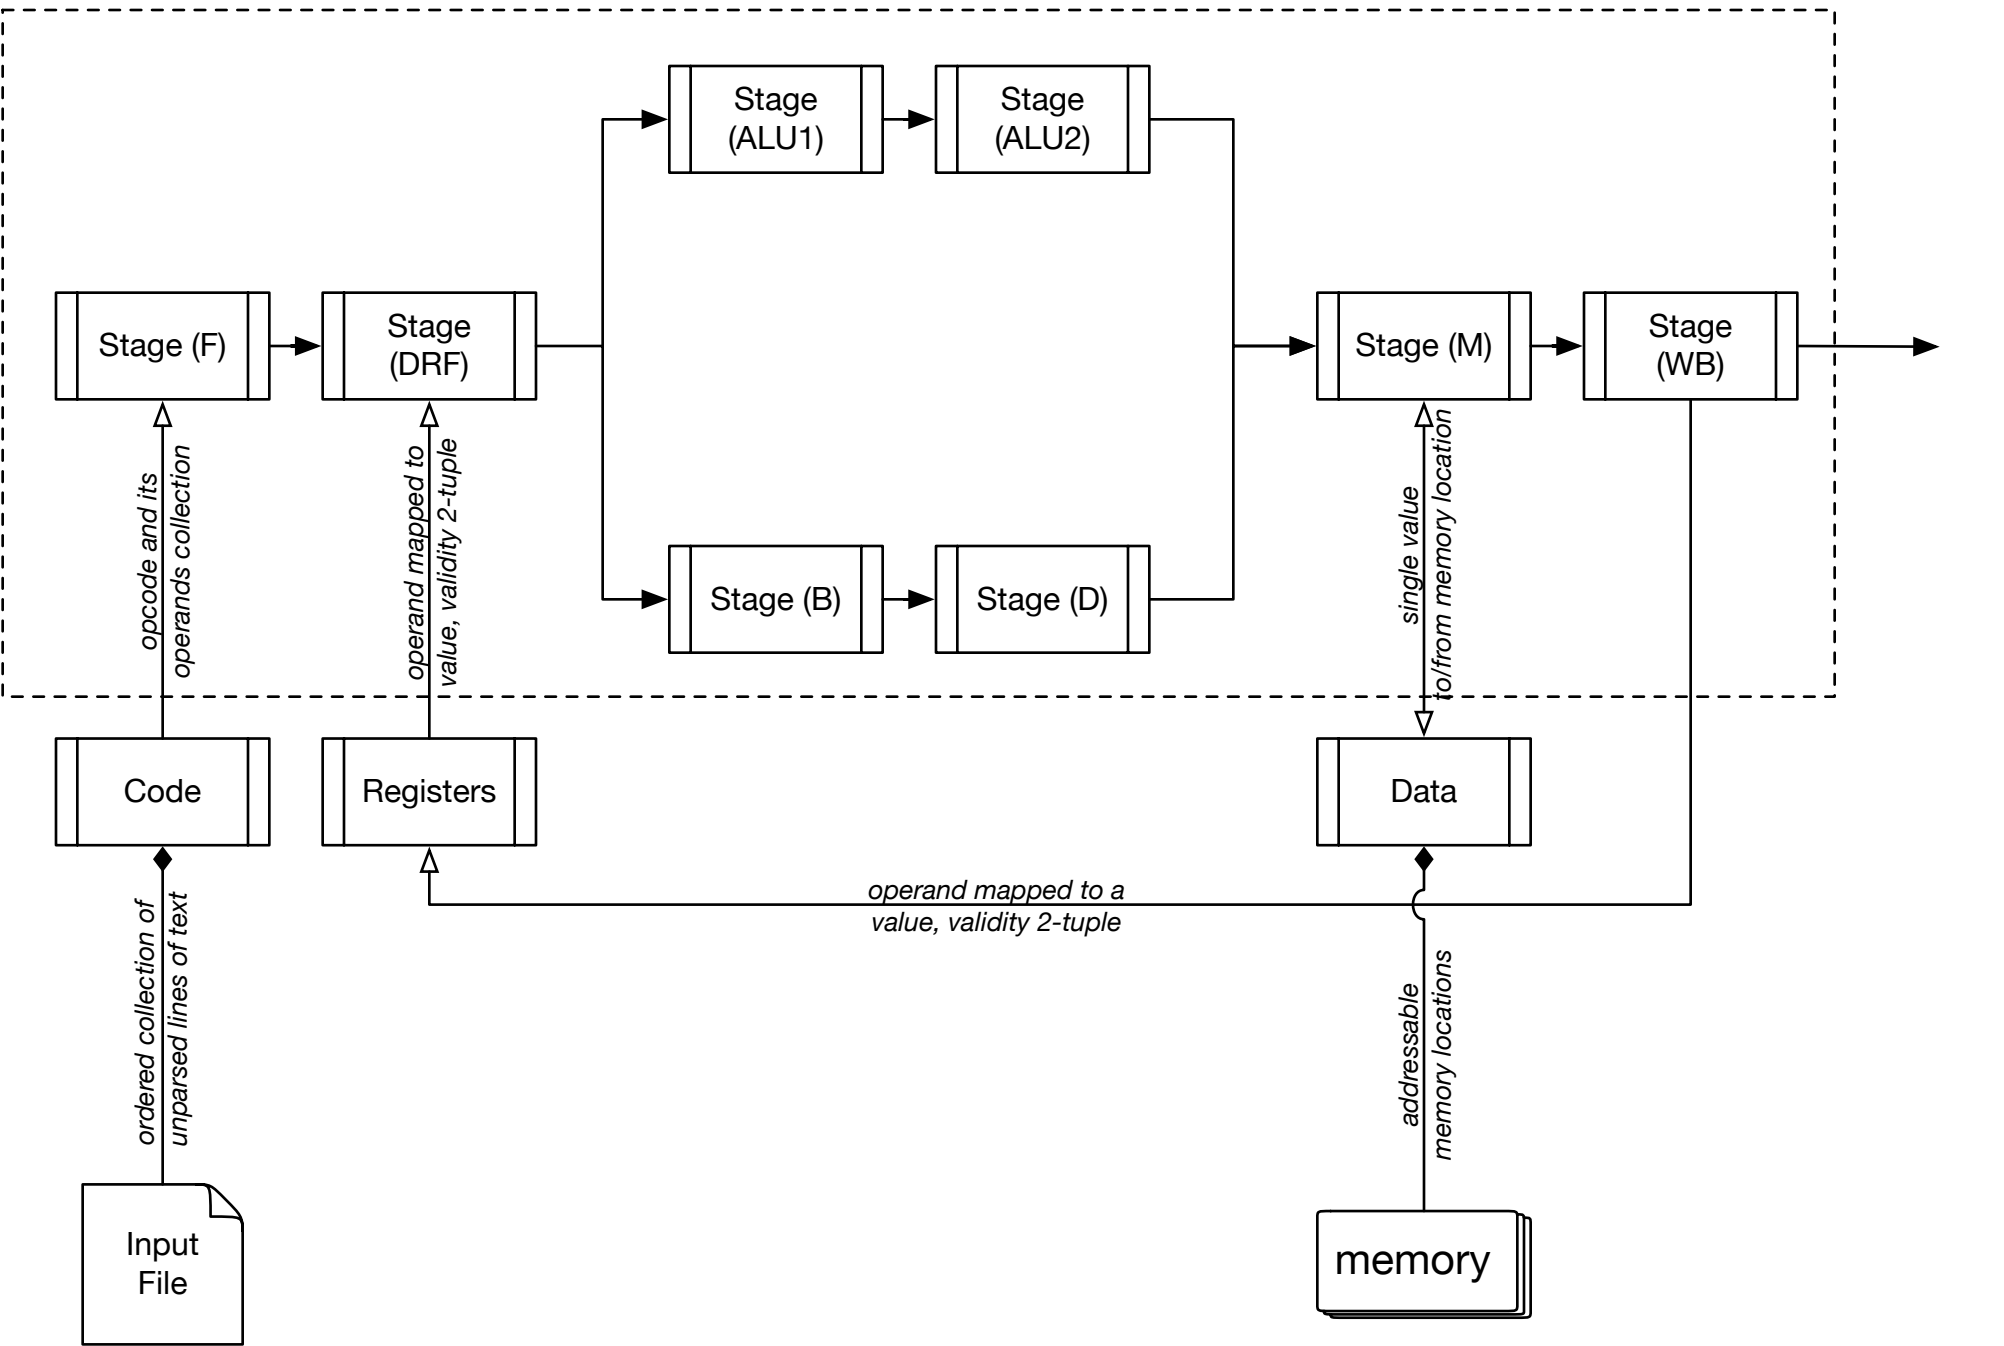 Stage
(ALU1)
Stage
(ALU2)
Stage (F)
Stage
(DRF)
Stage (M)
Stage
(WB)
Stage (B)
Stage (D)
opcode and its
operands collection
operand mapped to
value, validity 2-tuple
single value
to/from memory location
Code
Registers
Data
operand mapped to a
value, validity 2-tuple
ordered collection of
unparsed lines of text
addressable
memory locations
Input
File
memory